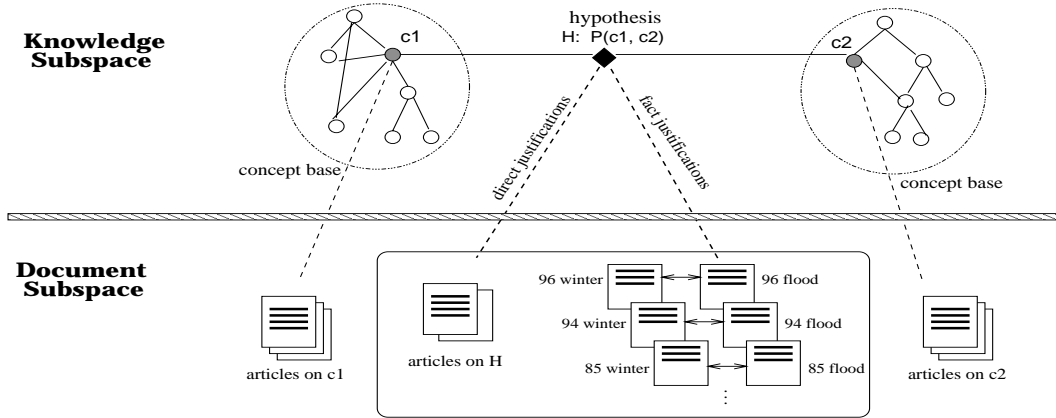 hypothesis
H: P(c1, c2)
Knowledge
Subspace
c1
c2
direct justifications
fact justifications
concept base
concept base
Document
Subspace
96 winter
96 flood
94 winter
94 flood
85 winter
85 flood
articles on c1
articles on H
articles on c2
...